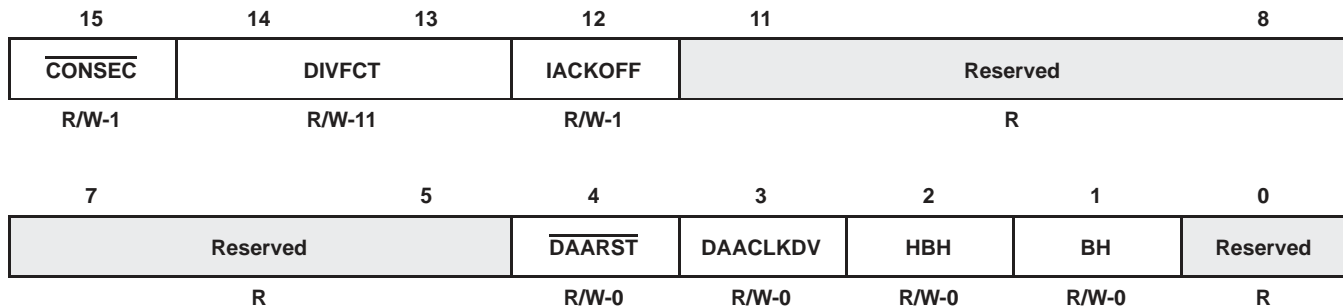 15 14 13 12 11 8
CONSEC DIVFCT IACKOFF Reserved
R/W-1 R/W-11 R/W-1 R
7 5 4 3 2 1 0
Reserved DAARST DAACLKDV HBH BH Reserved
R R/W-0 R/W-0 R/W-0 R/W-0 R